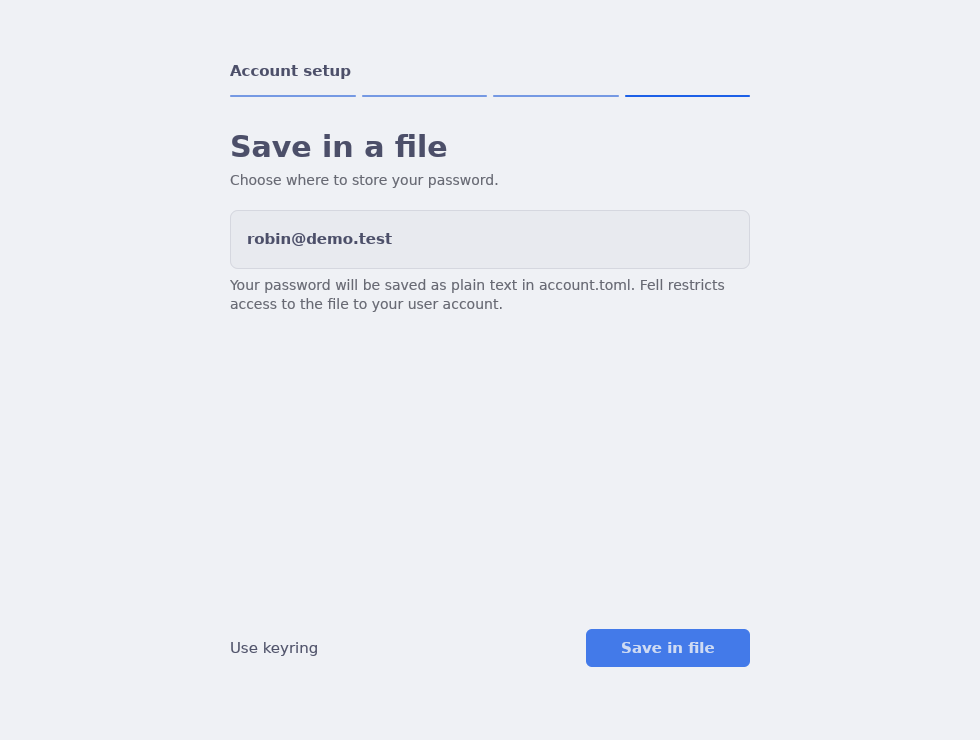 Account setup
Save in a file
Choose where to store your password.
robin@demo.test
Your password will be saved as plain text in account.toml. Fell restricts
access to the file to your user account.
Use keyring
Save in file